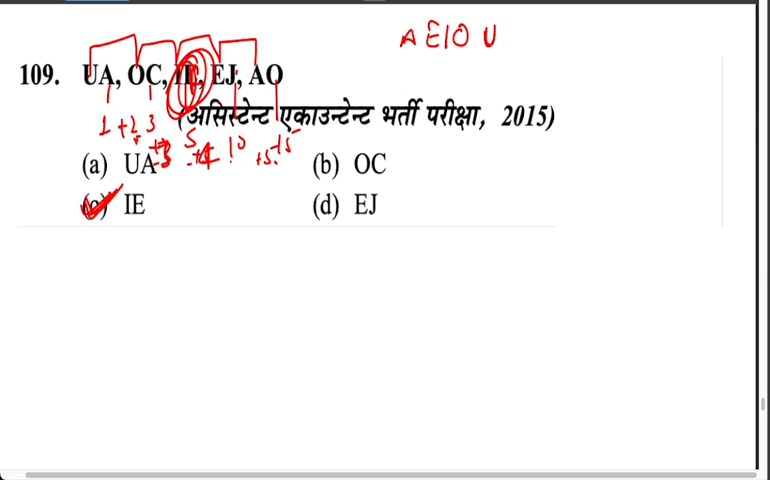 A E I O U
109. UA, OC, IE, EJ, AO
(असिस्टेन्ट एकाउन्टेन्ट भर्ती परीक्षा, 2015)
1 +2 3 +3 5 +4 10 +5 15
(a) UA (b) OC
(c) IE (d) EJ